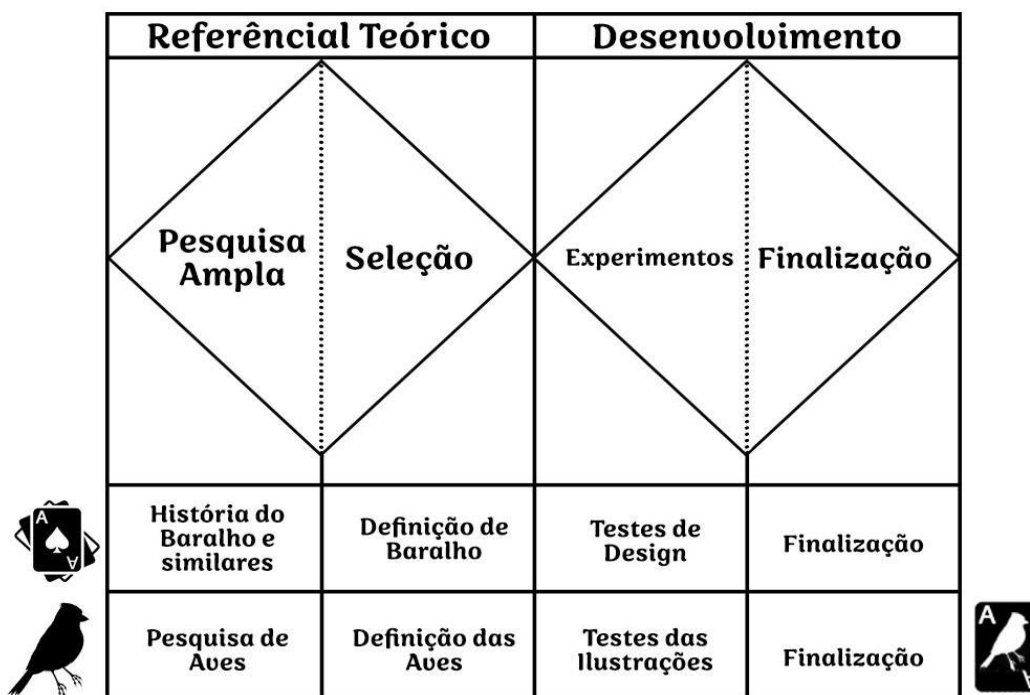 Referêncial Teórico
Desenvolvimento
Pesquisa
Ampla
Seleção
Experimentos
Finalização
A
A
História do
Baralho e
similares
Definição de
Baralho
Testes de
Design
Finalização
Pesquisa de
Aves
Definição das
Aves
Testes das
Ilustrações
Finalização
A